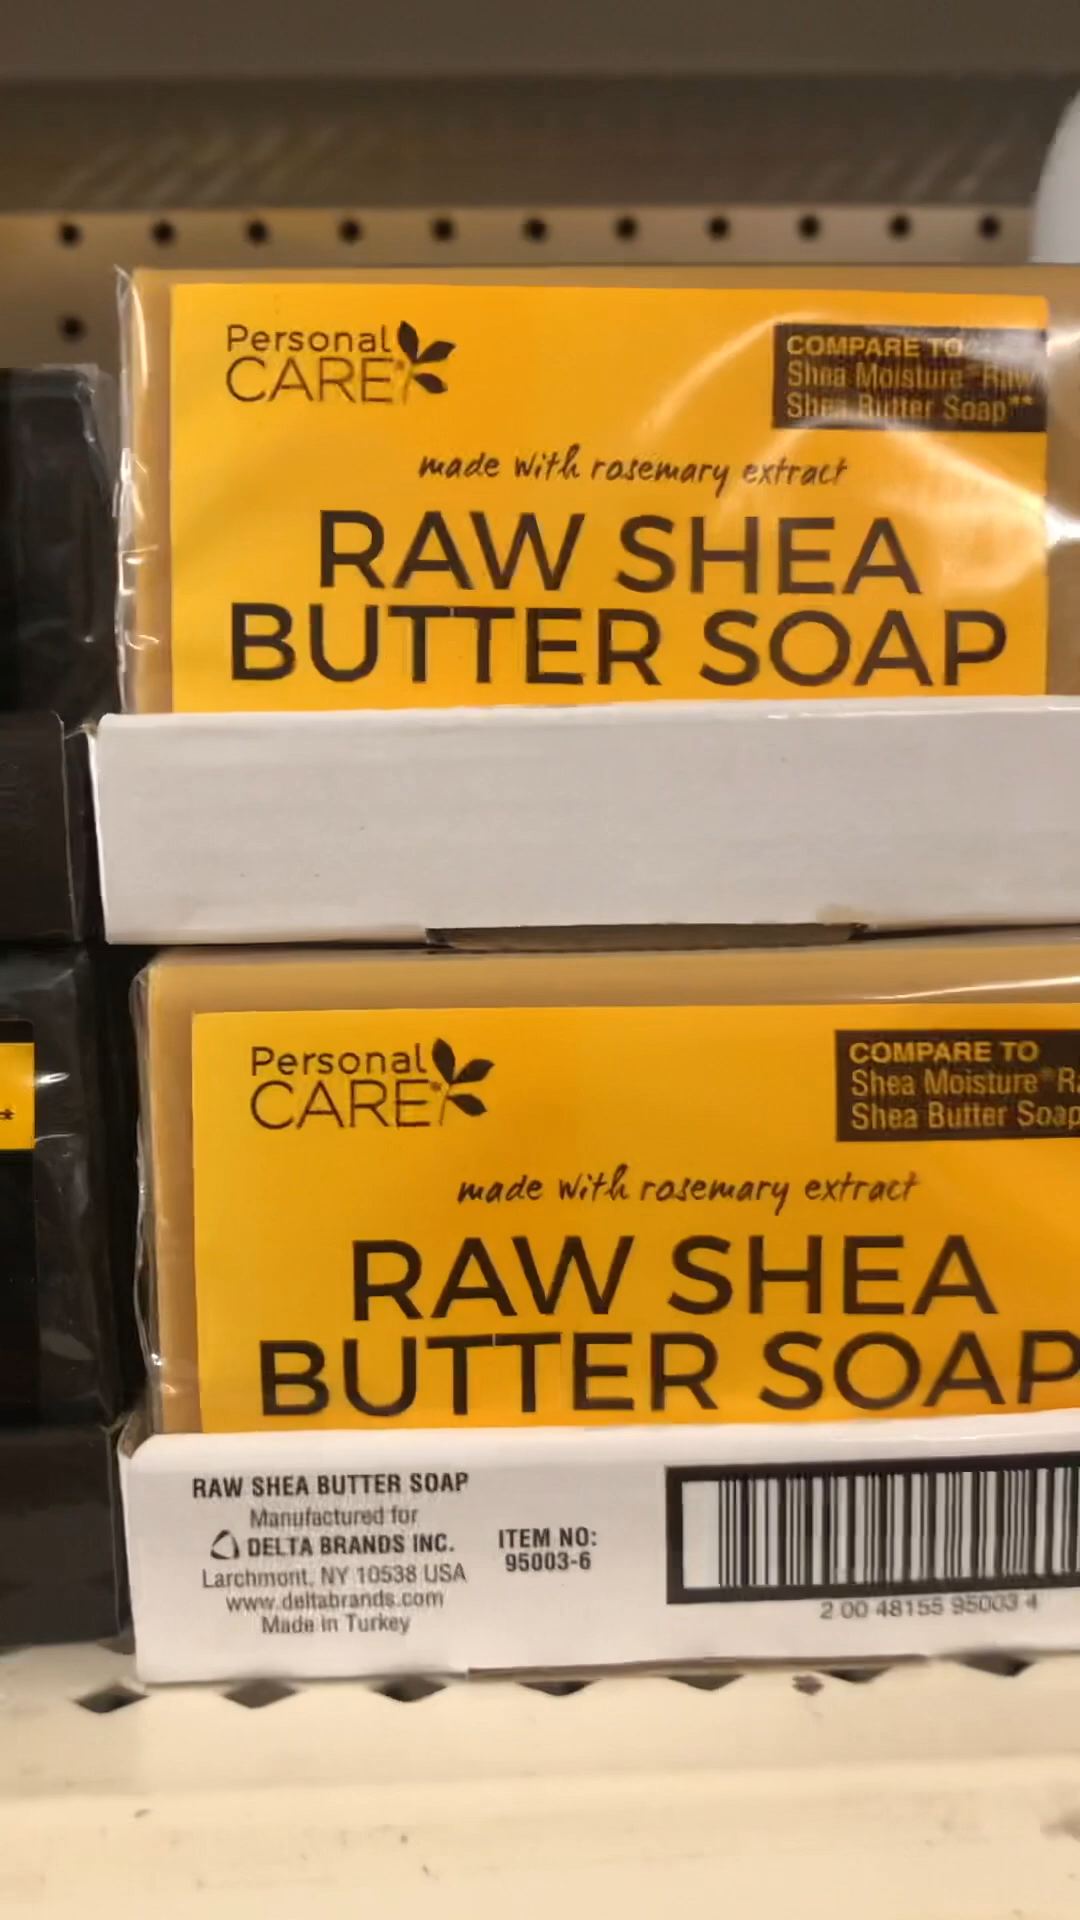 Personal
CARE
COMPARE TO
Shea Moisture® Raw
Shea Butter Soap**
made with rosemary extract
RAW SHEA
BUTTER SOAP
Personal
CARE®
COMPARE TO
Shea Moisture®
Shea Butter Soap
made with rosemary extract
RAW SHEA
BUTTER SOAP
*
RAW SHEA BUTTER SOAP
Manufactured for
DELTA BRANDS INC.
Larchmont, NY 10538 USA
www.deltabrands.com
Made in Turkey
ITEM NO:
95003-6
2 00 48155 95003 4